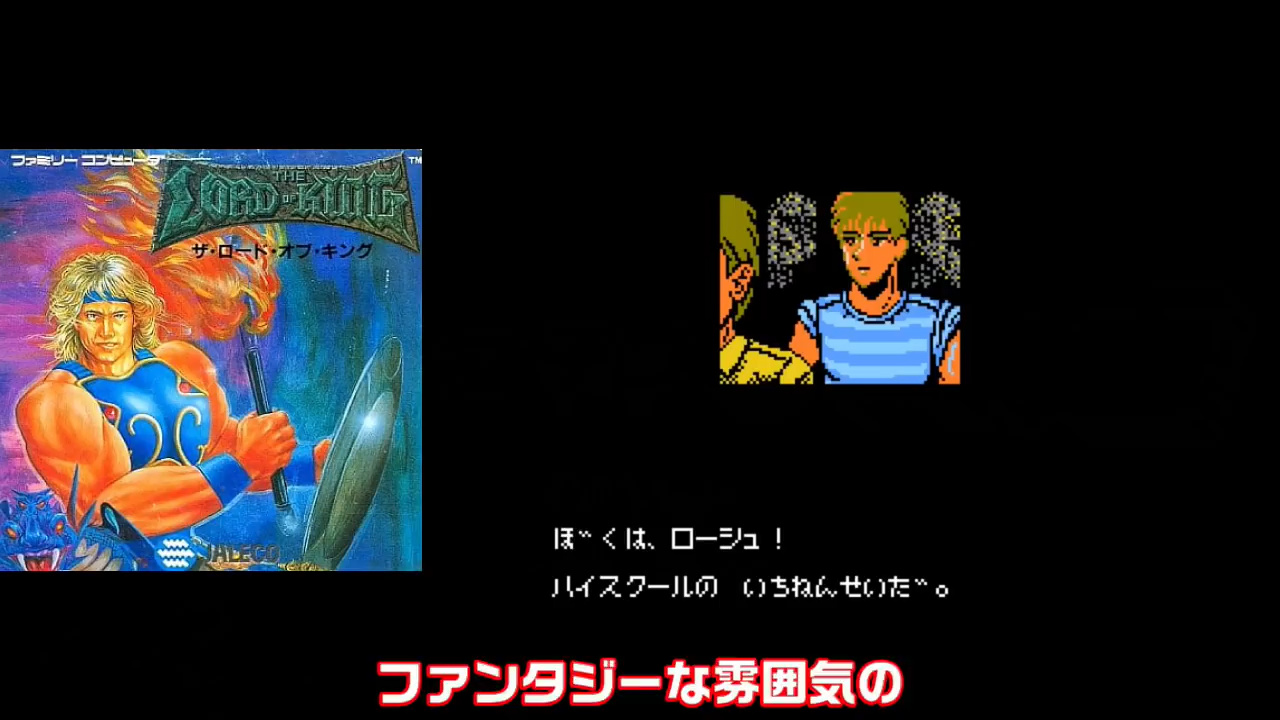 ファミリー コンピュータ
TM
THE
LORD OF KING
ザ・ロード・オブ・キング
JALECO
ぼくは、ローシュ！
ハイスクールの いちねんせいだ。
ファンタジーな雰囲気の